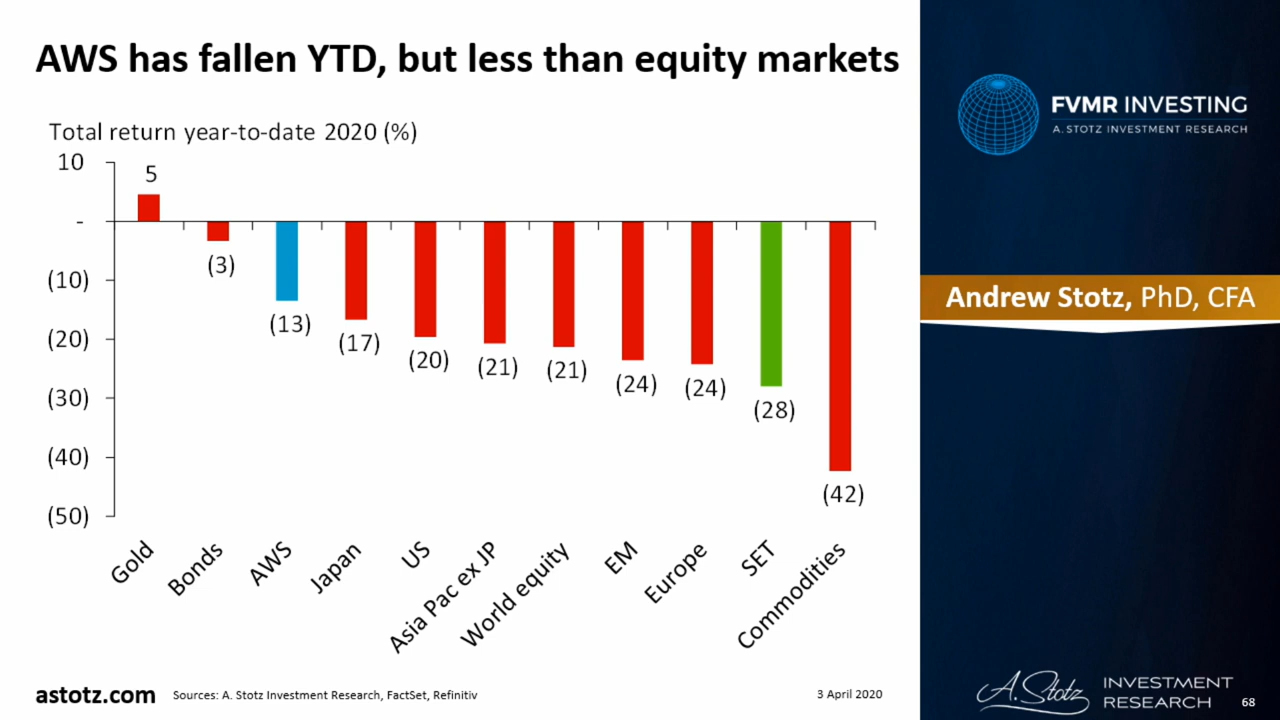 AWS has fallen YTD, but less than equity markets
Total return year-to-date 2020 (%)
10
-
(10)
(20)
(30)
(40)
(50)
5
(3)
(13)
(17)
(20)
(21)
(21)
(24)
(24)
(28)
(42)
Gold
Bonds
AWS
Japan
US
Asia Pac ex JP
World equity
EM
Europe
SET
Commodities
astotz.com
Sources: A. Stotz Investment Research, FactSet, Refinitiv
3 April 2020
FVMR INVESTING
A. STOTZ INVESTMENT RESEARCH
Andrew Stotz, PhD, CFA
A. Stotz
INVESTMENT
RESEARCH
68